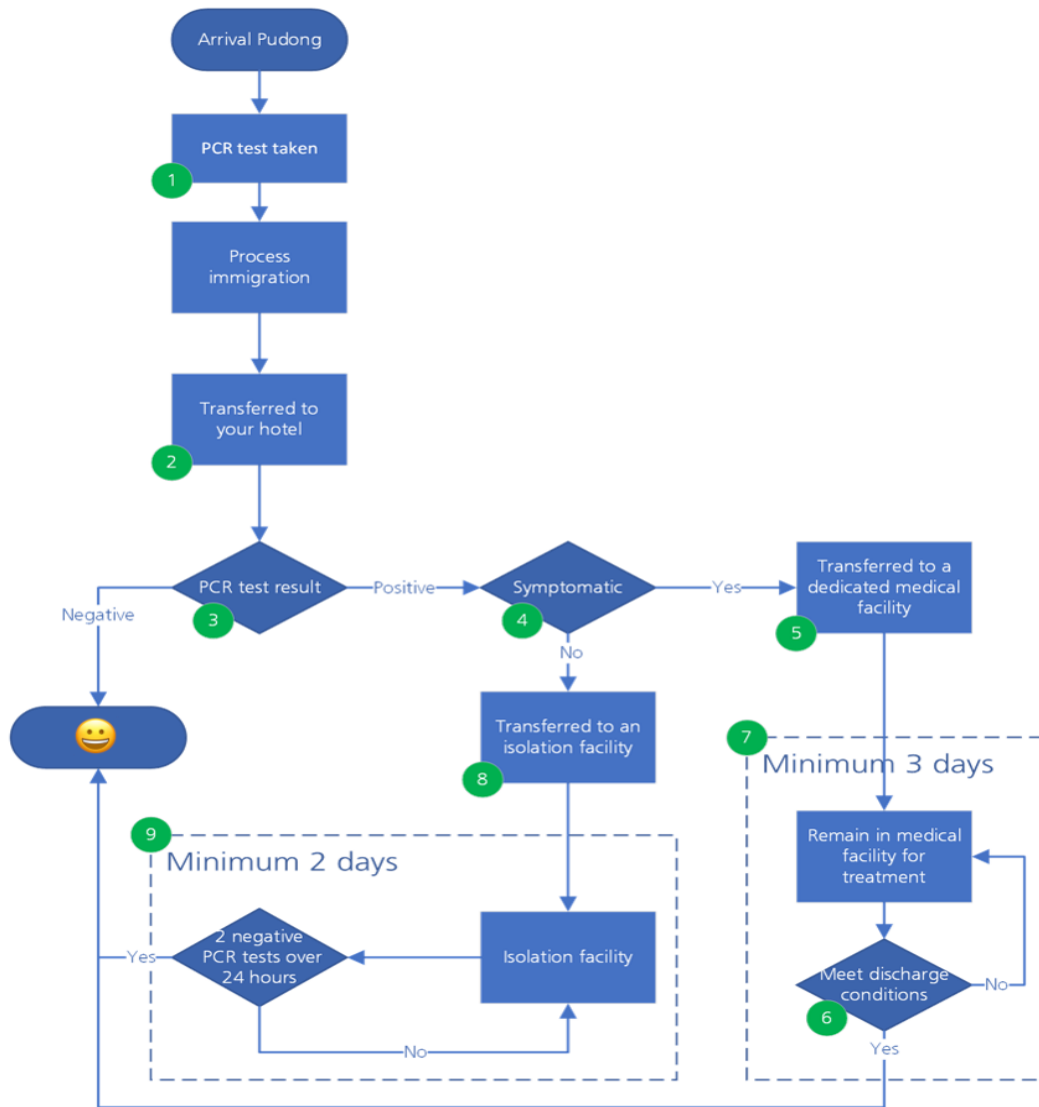 Arrival Pudong
PCR test taken
1
Process
immigration
Transferred to
your hotel
2
PCR test result
3
Positive
Negative
Symptomatic
4
Yes
No
Transferred to a
dedicated medical
facility
5
Transferred to an
isolation facility
8
7
Minimum 3 days
Remain in medical
facility for
treatment
Meet discharge
conditions
6
No
Yes
9
Minimum 2 days
2 negative
PCR tests over
24 hours
Yes
Isolation facility
No